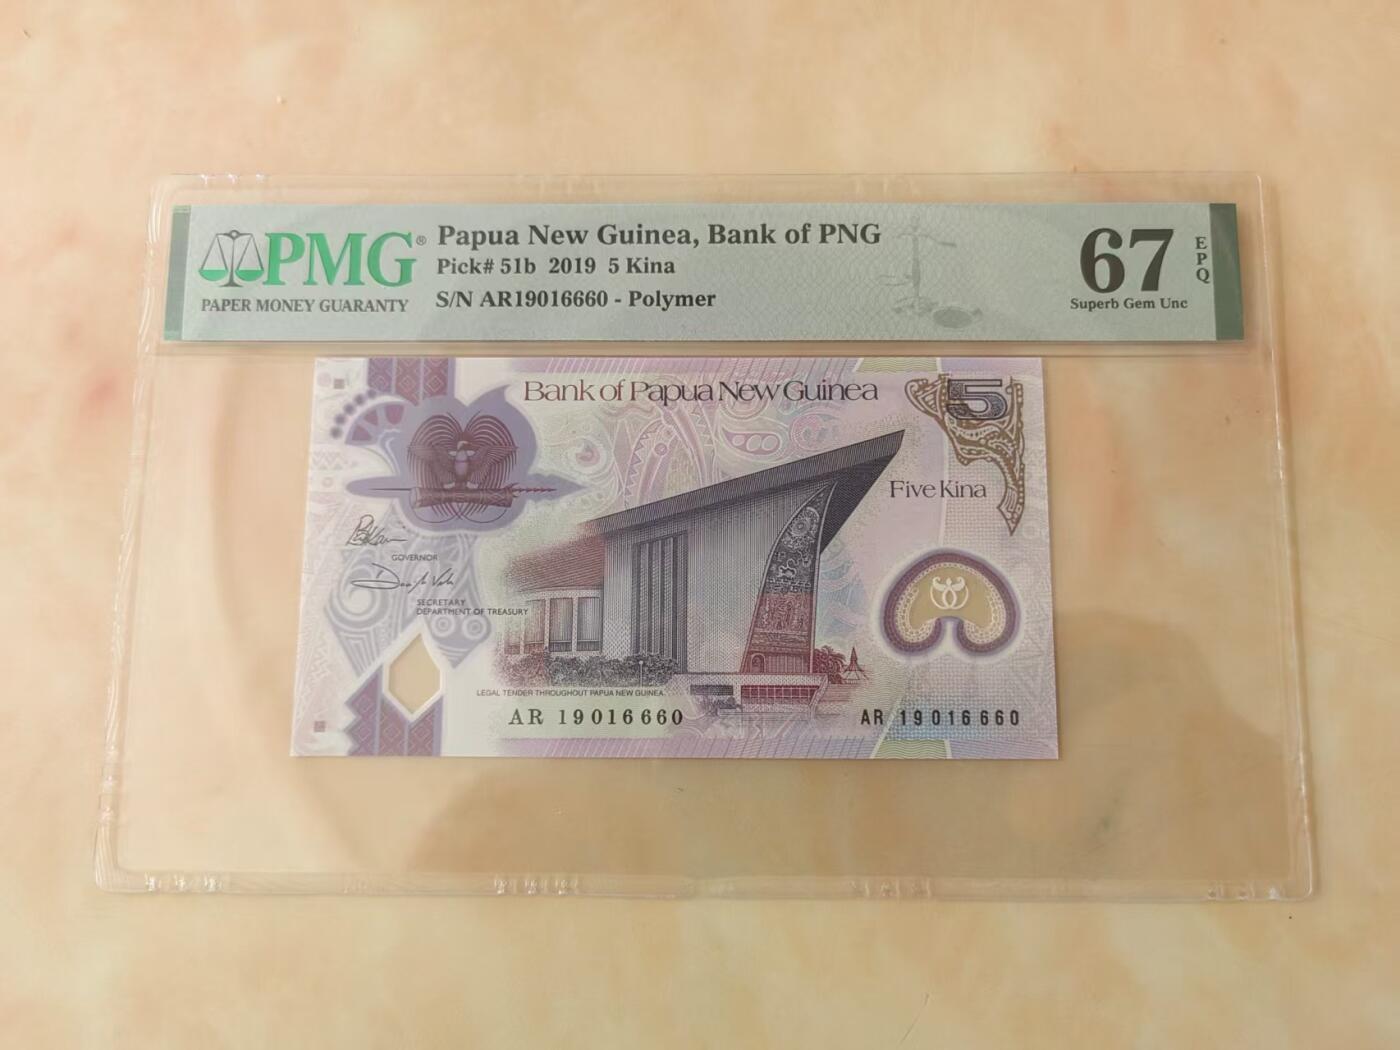 PMG®
PAPER MONEY GUARANTY
Papua New Guinea, Bank of PNG
Pick# 51b 2019 5 Kina
S/N AR19016660 - Polymer
67
Superb Gem Unc
EPQ
Bank of Papua New Guinea
5
Five Kina
GOVERNOR
SECRETARY
DEPARTMENT OF TREASURY
LEGAL TENDER THROUGHOUT PAPUA NEW GUINEA.
AR 19016660
AR 19016660